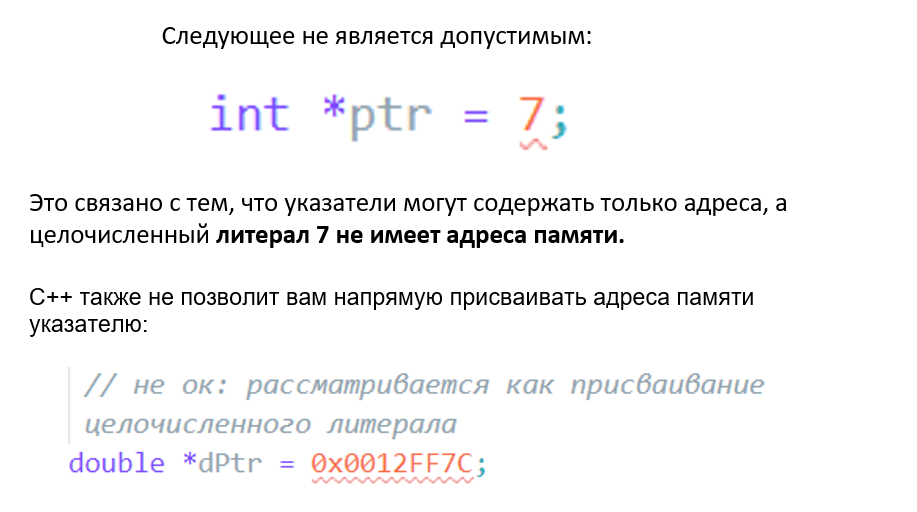 Следующее не является допустимым:
int *ptr = 7;
Это связано с тем, что указатели могут содержать только адреса, а
целочисленный литерал 7 не имеет адреса памяти.
C++ также не позволит вам напрямую присваивать адреса памяти
указателю:
// не ок: рассматривается как присваивание
целочисленного литерала
double *dPtr = 0x0012FF7C;